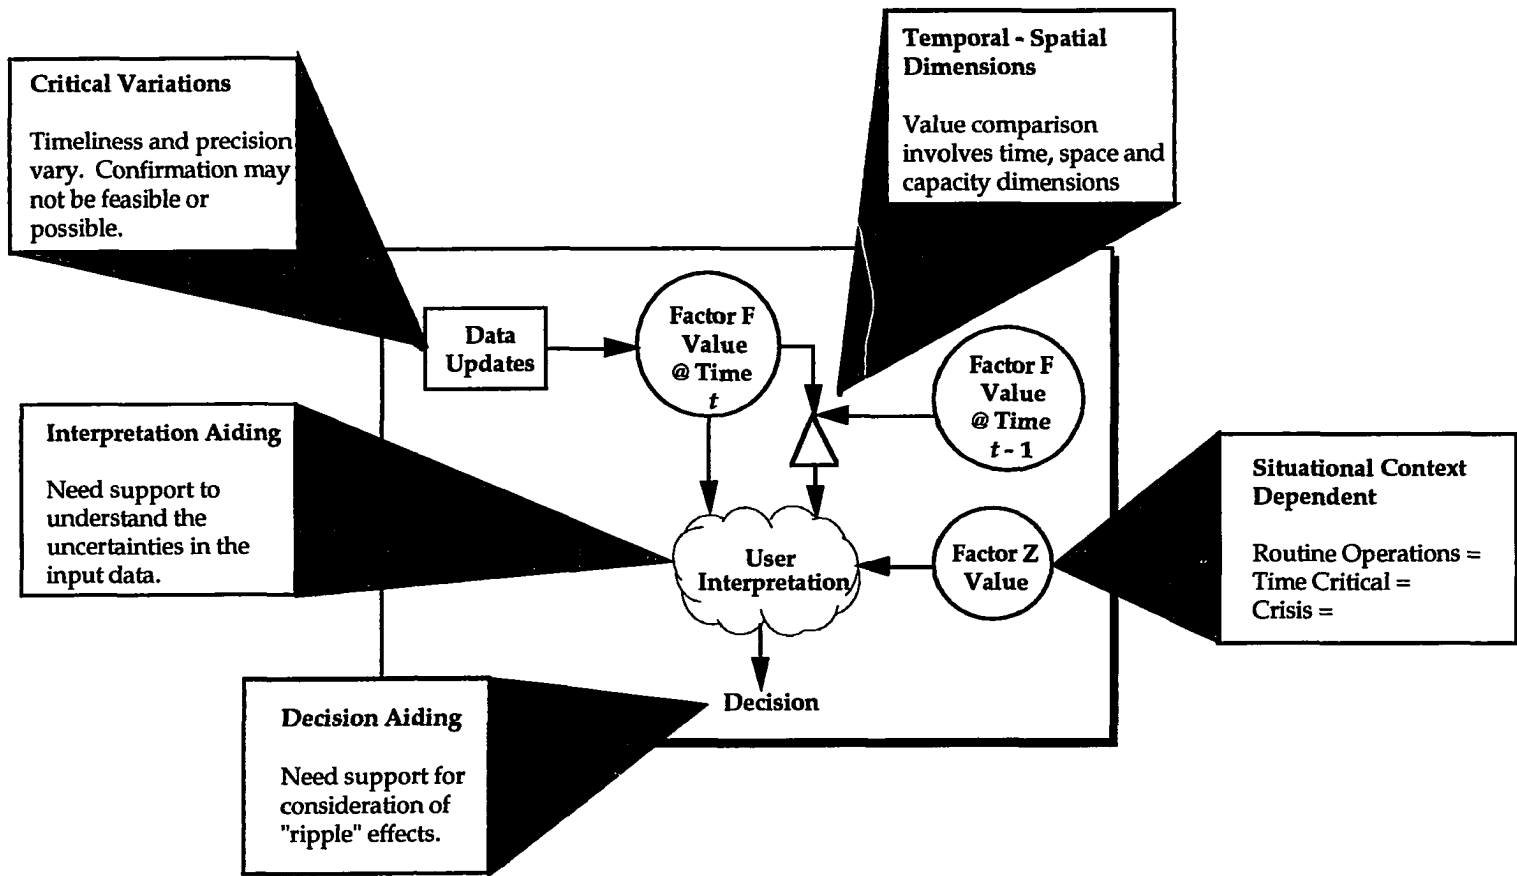 Critical Variations
Timeliness and precision
vary.  Confirmation may
not be feasible or
possible.
Temporal - Spatial
Dimensions
Value comparison
involves time, space and
capacity dimensions
Data
Updates
Factor F
Value
@ Time
t
Factor F
Value
@ Time
t - 1
Interpretation Aiding
Need support to
understand the
uncertainties in the
input data.
User
Interpretation
Factor Z
Value
Situational Context
Dependent
Routine Operations =
Time Critical =
Crisis =
Decision
Decision Aiding
Need support for
consideration of
"ripple" effects.